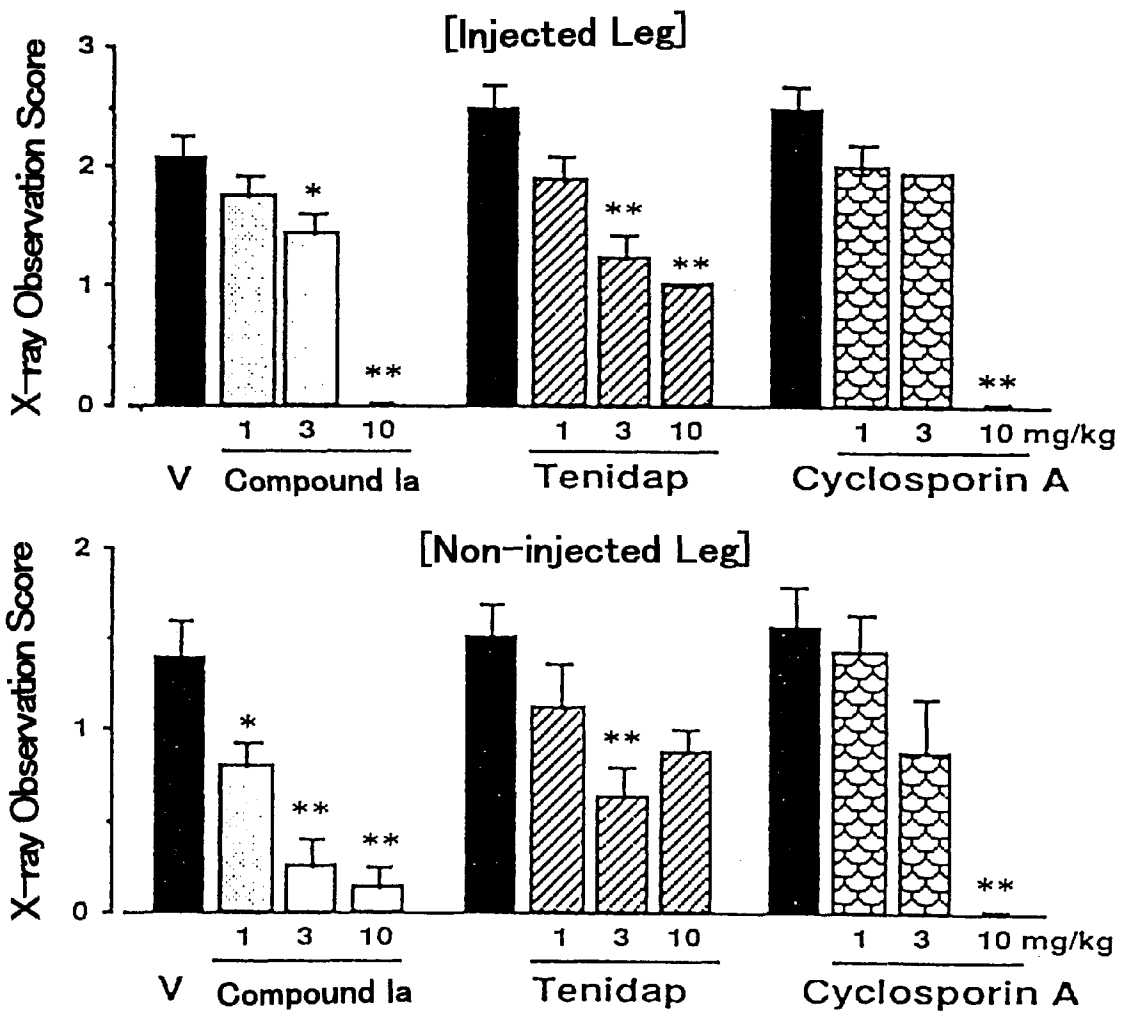 [Injected Leg]
X-ray Observation Score
3
2
1
0
*
**
**
**
**
1 3 10 1 3 10 1 3 10 mg/kg
V Compound Ia Tenidap Cyclosporin A
[Non-injected Leg]
X-ray Observation Score
2
1
0
*
**
**
**
**
1 3 10 1 3 10 1 3 10 mg/kg
V Compound Ia Tenidap Cyclosporin A